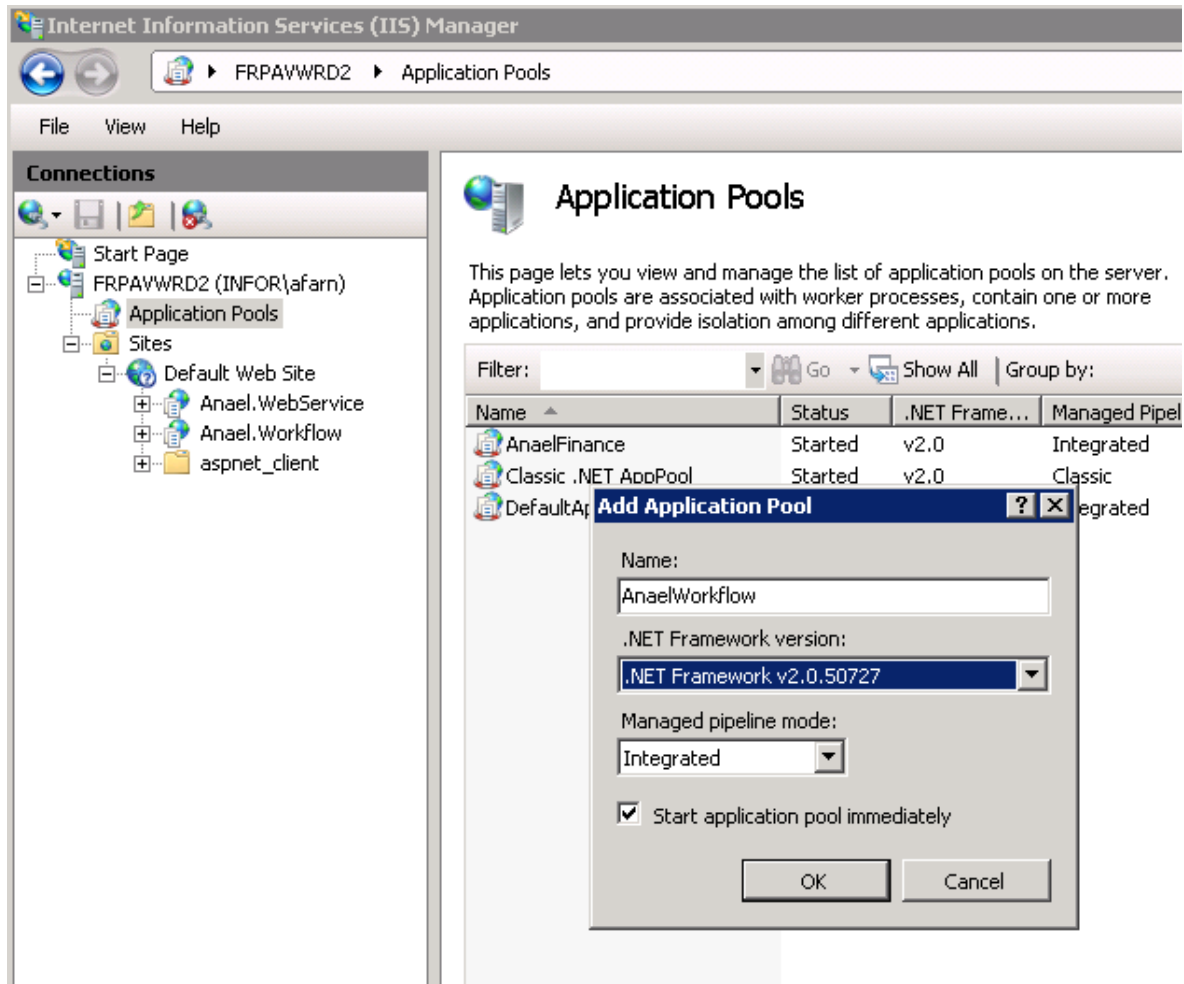 Internet Information Services (IIS) Manager
FRPAVWRD2 Application Pools
File View Help
Connections
Start Page
FRPAVWRD2 (INFOR\afarn)
Application Pools
Sites
Default Web Site
Anael.WebService
Anael.Workflow
aspnet_client
Application Pools
This page lets you view and manage the list of application pools on the server.
Application pools are associated with worker processes, contain one or more
applications, and provide isolation among different applications.
Filter: Go Show All Group by:
Name Status .NET Frame... Managed Pipel
AnaelFinance Started v2.0 Integrated
Classic .NET AppPool Started v2.0 Classic
DefaultAp egrated
Add Application Pool
Name:
AnaelWorkflow
.NET Framework version:
.NET Framework v2.0.50727
Managed pipeline mode:
Integrated
Start application pool immediately
OK Cancel